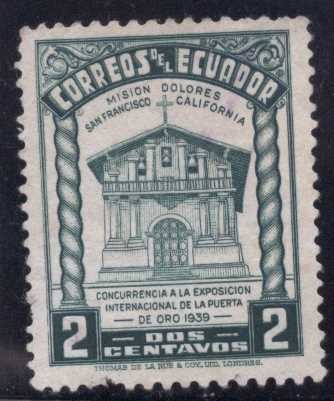 CORREOS DEL ECUADOR
MISION DOLORES
SAN FRANCISCO CALIFORNIA
CONCURRENCIA A LA EXPOSICION
INTERNACIONAL DE LA PUERTA
DE ORO 1939
2 DOS CENTAVOS 2
THOMAS DE LA RUE & COY, LTD, LONDRES.